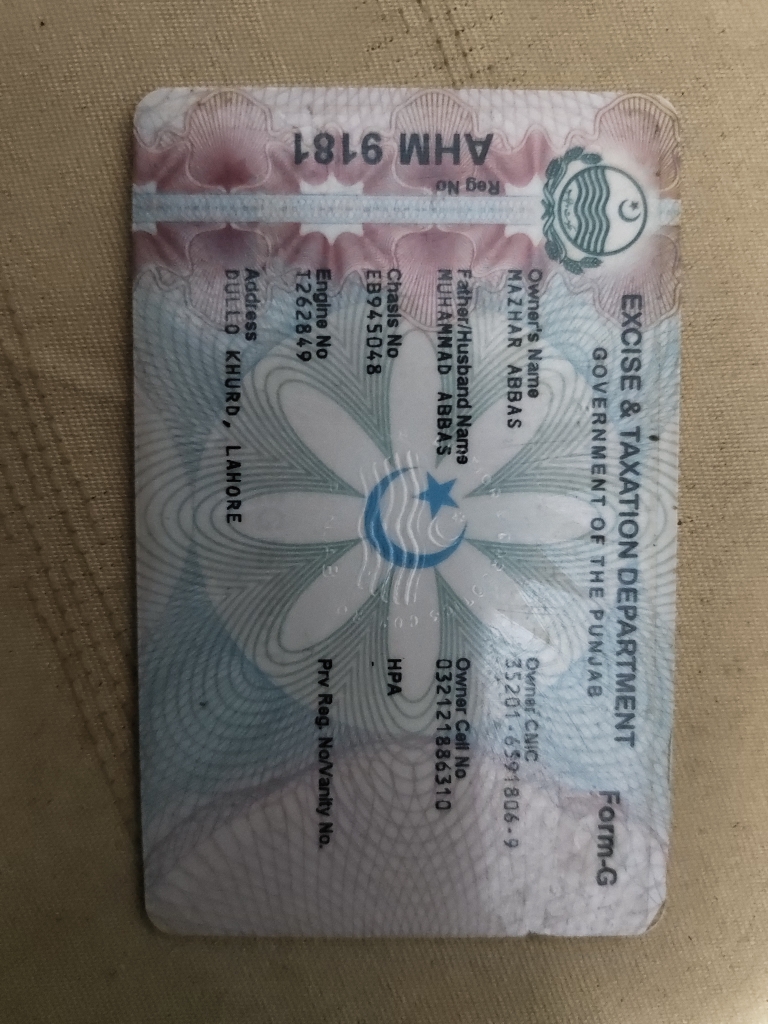 EXCISE & TAXATION DEPARTMENT Form-G
GOVERNMENT OF THE PUNJAB
Reg No
AHM 9181
Owner's Name
MAZHAR ABBAS
Owner CNIC
35201-6591806-9
Father/Husband Name
MUHAMMAD ABBAS
Owner Cell No.
032121886310
Chasis No
EB945048
HPA
Engine No
T262849
Prv Reg. No/Vanity No.
Address
DULLO KHURD, LAHORE